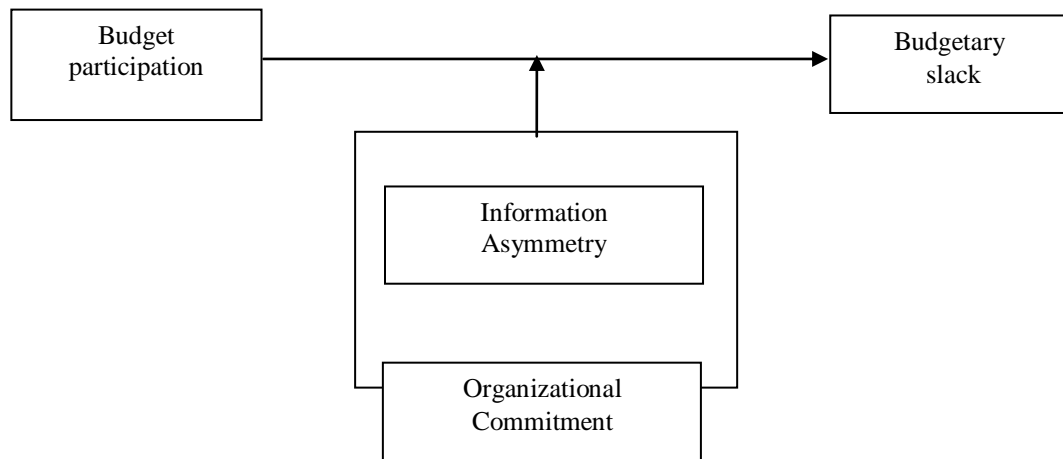 Budget
participation
Budgetary
slack
Information
Asymmetry
Organizational
Commitment